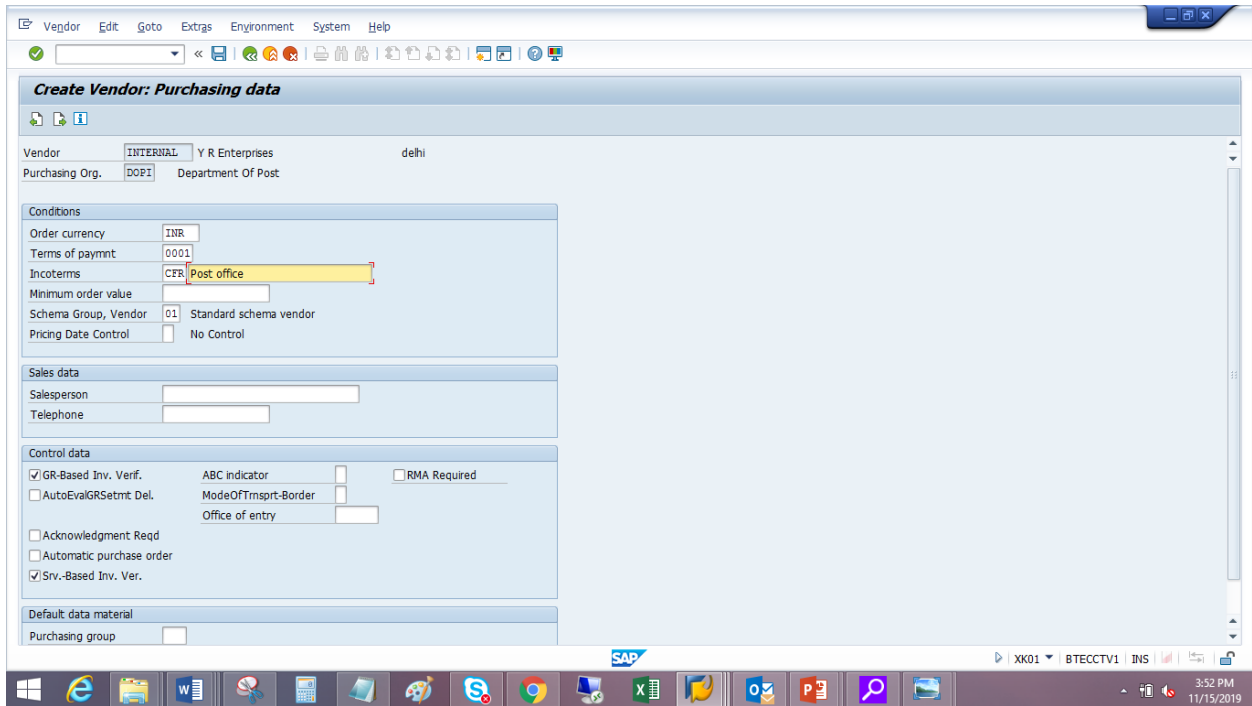 Vendor Edit Goto Extras Environment System Help
Create Vendor: Purchasing data
Vendor INTERNAL Y R Enterprises delhi
Purchasing Org. DOPI Department Of Post
Conditions
Order currency INR
Terms of paymnt 0001
Incoterms CFR Post office
Minimum order value
Schema Group, Vendor 01 Standard schema vendor
Pricing Date Control No Control
Sales data
Salesperson
Telephone
Control data
GR-Based Inv. Verif. ABC indicator RMA Required
AutoEvalGRSetmt Del. ModeOfTrnsprt-Border
Office of entry
Acknowledgment Reqd
Automatic purchase order
Srv.-Based Inv. Ver.
Default data material
Purchasing group
SAP XK01 BTECCTV1 INS
3:52 PM
11/15/2019